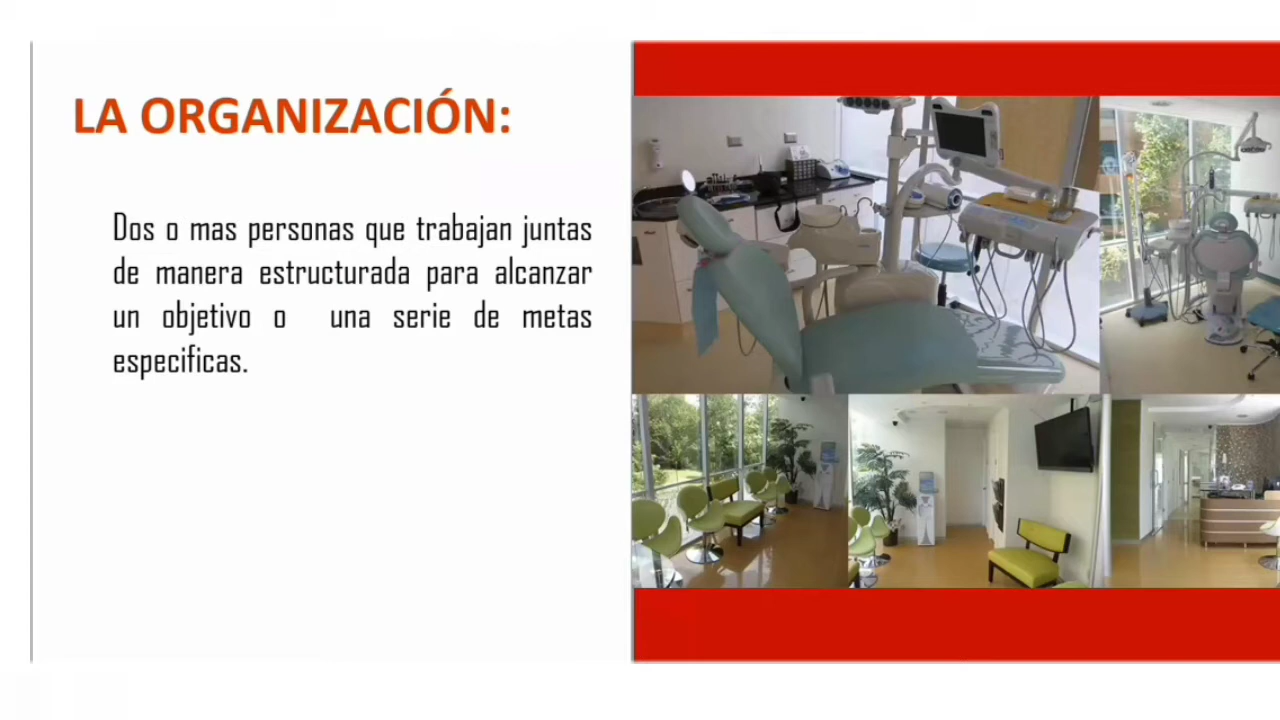 LA ORGANIZACIÓN:
Dos o mas personas que trabajan juntas
de manera estructurada para alcanzar
un objetivo o una serie de metas
especificas.